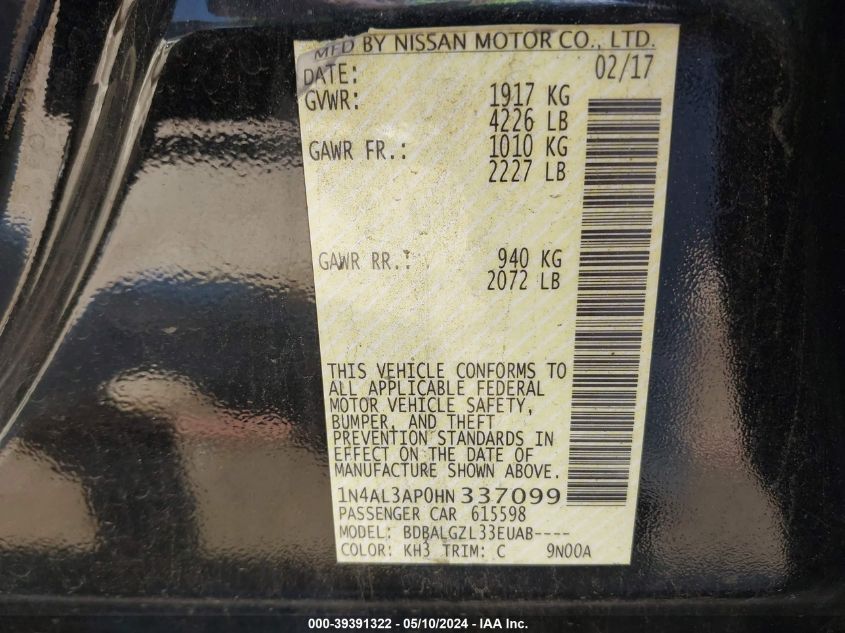 MFD BY NISSAN MOTOR CO., LTD.
DATE: 02/17
GVWR: 1917 KG
4226 LB
GAWR FR.: 1010 KG
2227 LB
GAWR RR.: 940 KG
2072 LB
THIS VEHICLE CONFORMS TO
ALL APPLICABLE FEDERAL
MOTOR VEHICLE SAFETY,
BUMPER, AND THEFT
PREVENTION STANDARDS IN
EFFECT ON THE DATE OF
MANUFACTURE SHOWN ABOVE.
1N4AL3AP0HN337099
PASSENGER CAR 615598
MODEL: BDBALGZL33EUAB----
COLOR: KH3 TRIM: C 9N00A
000-39391322 — 05/10/2024 — IAA Inc.